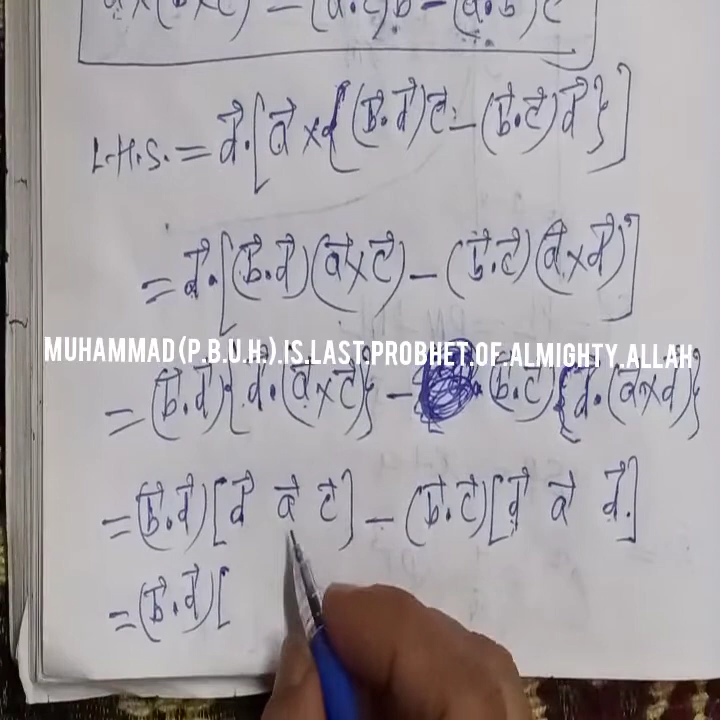 a⃗×(b⃗×c⃗) = (a⃗.c⃗)b⃗ – (a⃗.b⃗)c⃗
L.H.S. = d⃗.[a⃗×{(b⃗.d⃗)c⃗ – (b⃗.c⃗)d⃗}]
= d⃗.[(b⃗.d⃗)(a⃗×c⃗) – (b⃗.c⃗)(a⃗×d⃗)]
MUHAMMAD(P.B.U.H.).IS.LAST.PROBHET.OF.ALMIGHTY.ALLAH
= (b⃗.d⃗){d⃗.(a⃗×c⃗)} – (b⃗.c⃗){d⃗.(a⃗×d⃗)}
= (b⃗.d⃗)[d⃗ a⃗ c⃗] – (b⃗.c⃗)[d⃗ a⃗ d⃗.]
= (b⃗.d⃗)[